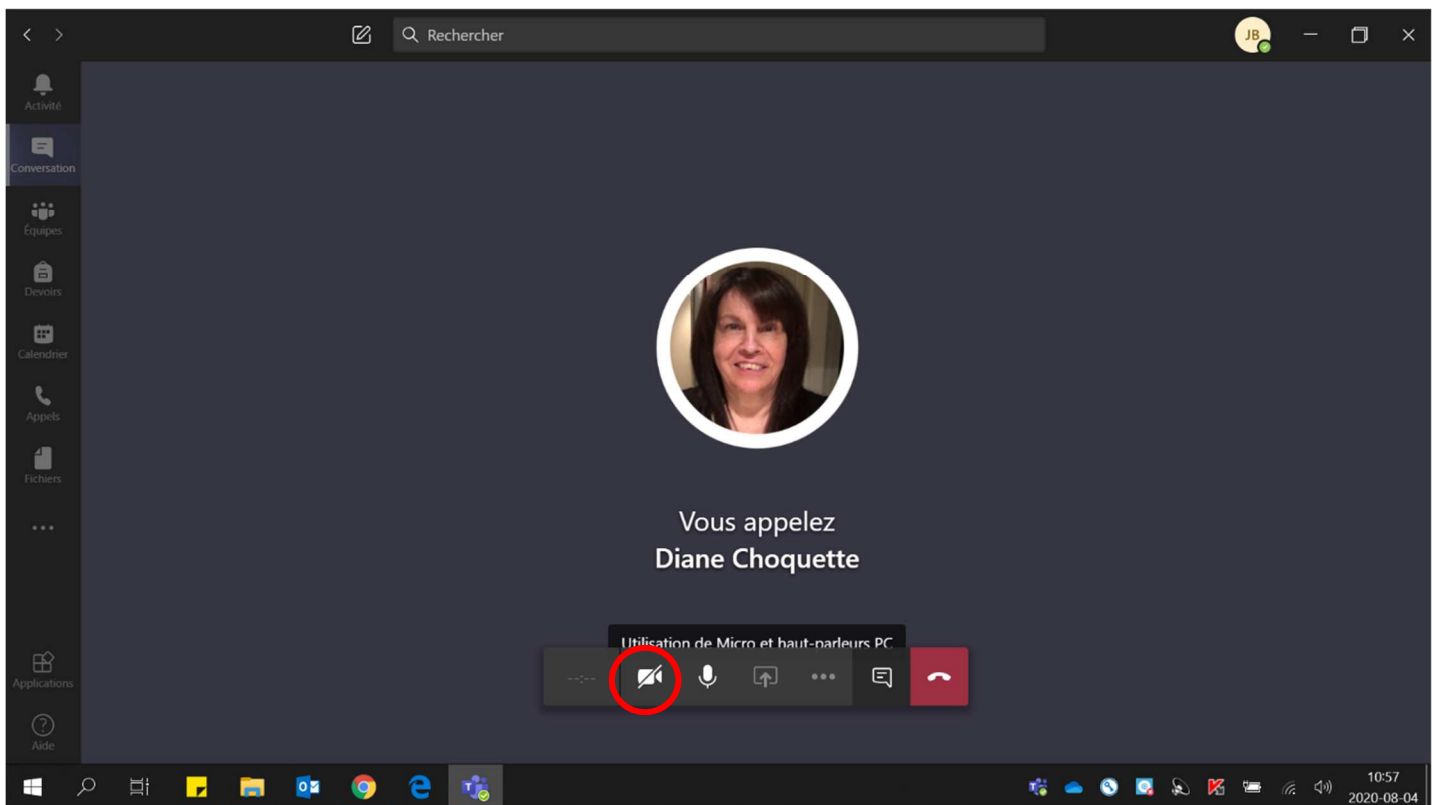 Rechercher
JB
Activité
Conversation
Équipes
Devoirs
Calendrier
Appels
Fichiers
Vous appelez
Diane Choquette
Utilisation de Micro et haut-parleurs PC
--:--
Applications
Aide
10:57
2020-08-04